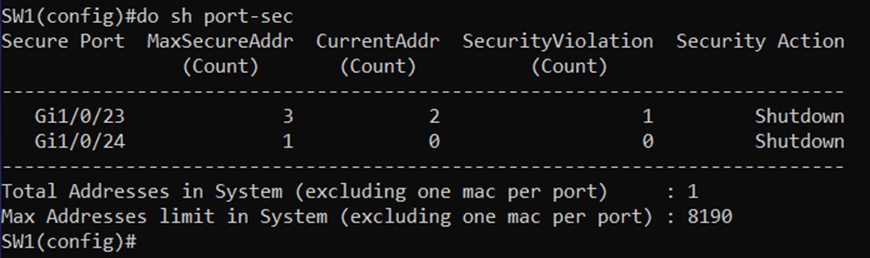 SW1(config)#do sh port-sec
Secure Port  MaxSecureAddr  CurrentAddr  SecurityViolation  Security Action
                (Count)       (Count)          (Count)
---------------------------------------------------------------------------
   Gi1/0/23              3            2                  1         Shutdown
   Gi1/0/24              1            0                  0         Shutdown
---------------------------------------------------------------------------
Total Addresses in System (excluding one mac per port)     : 1
Max Addresses limit in System (excluding one mac per port) : 8190
SW1(config)#